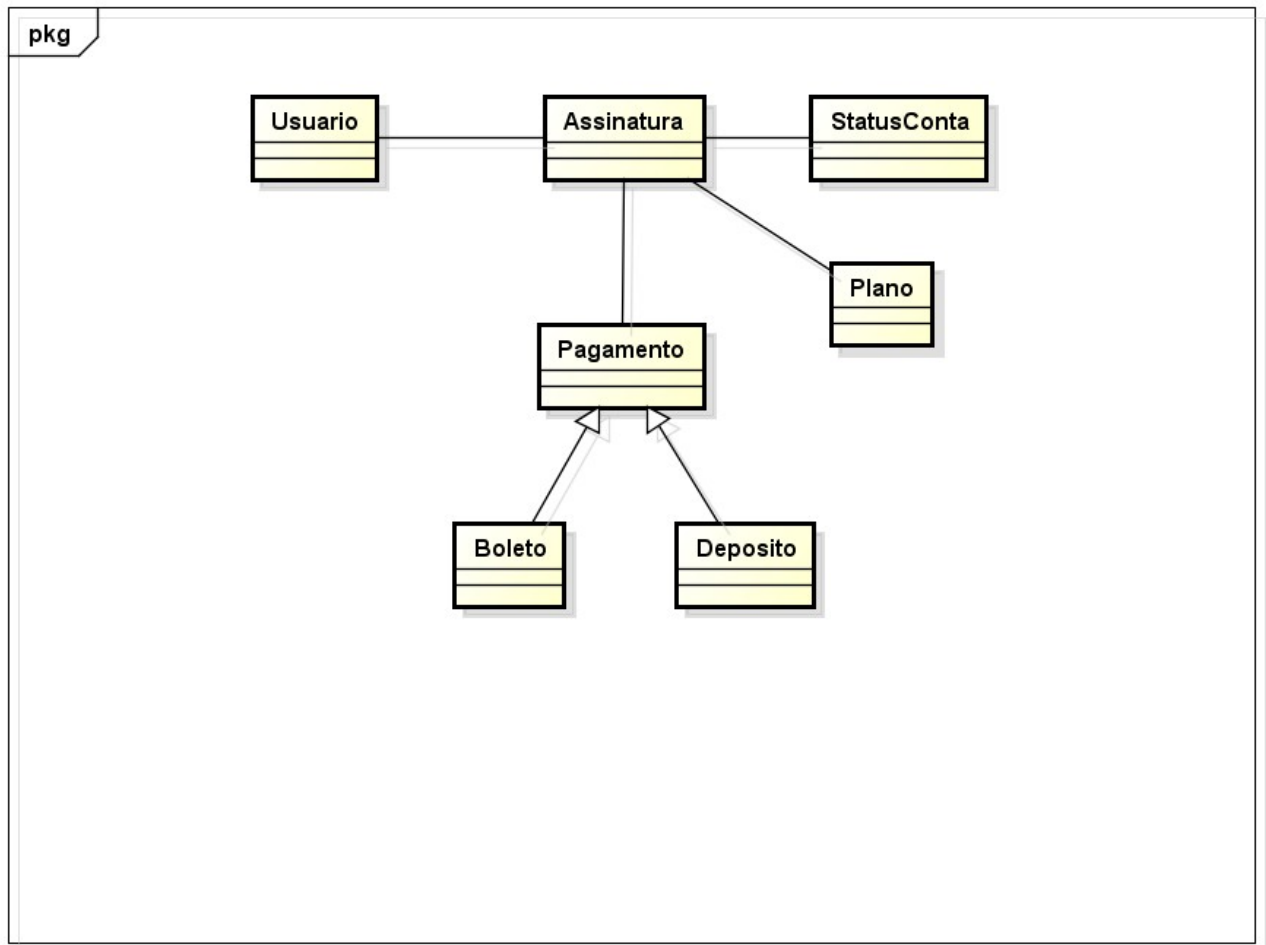 pkg
Usuario
Assinatura
StatusConta
Plano
Pagamento
Boleto
Deposito